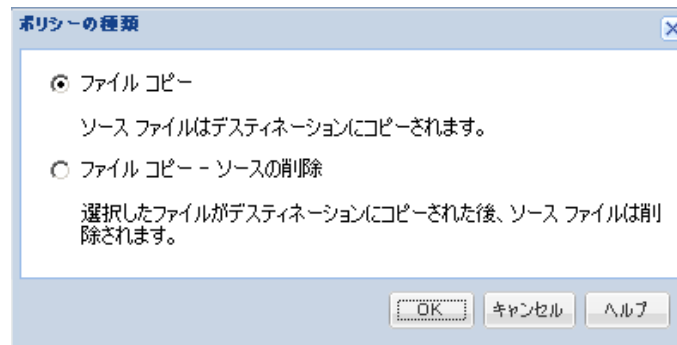 ポリシーの種類
ファイル コピー
ソース ファイルはデスティネーションにコピーされます。
ファイル コピー - ソースの削除
選択したファイルがデスティネーションにコピーされた後、ソース ファイルは削
除されます。
OK キャンセル ヘルプ